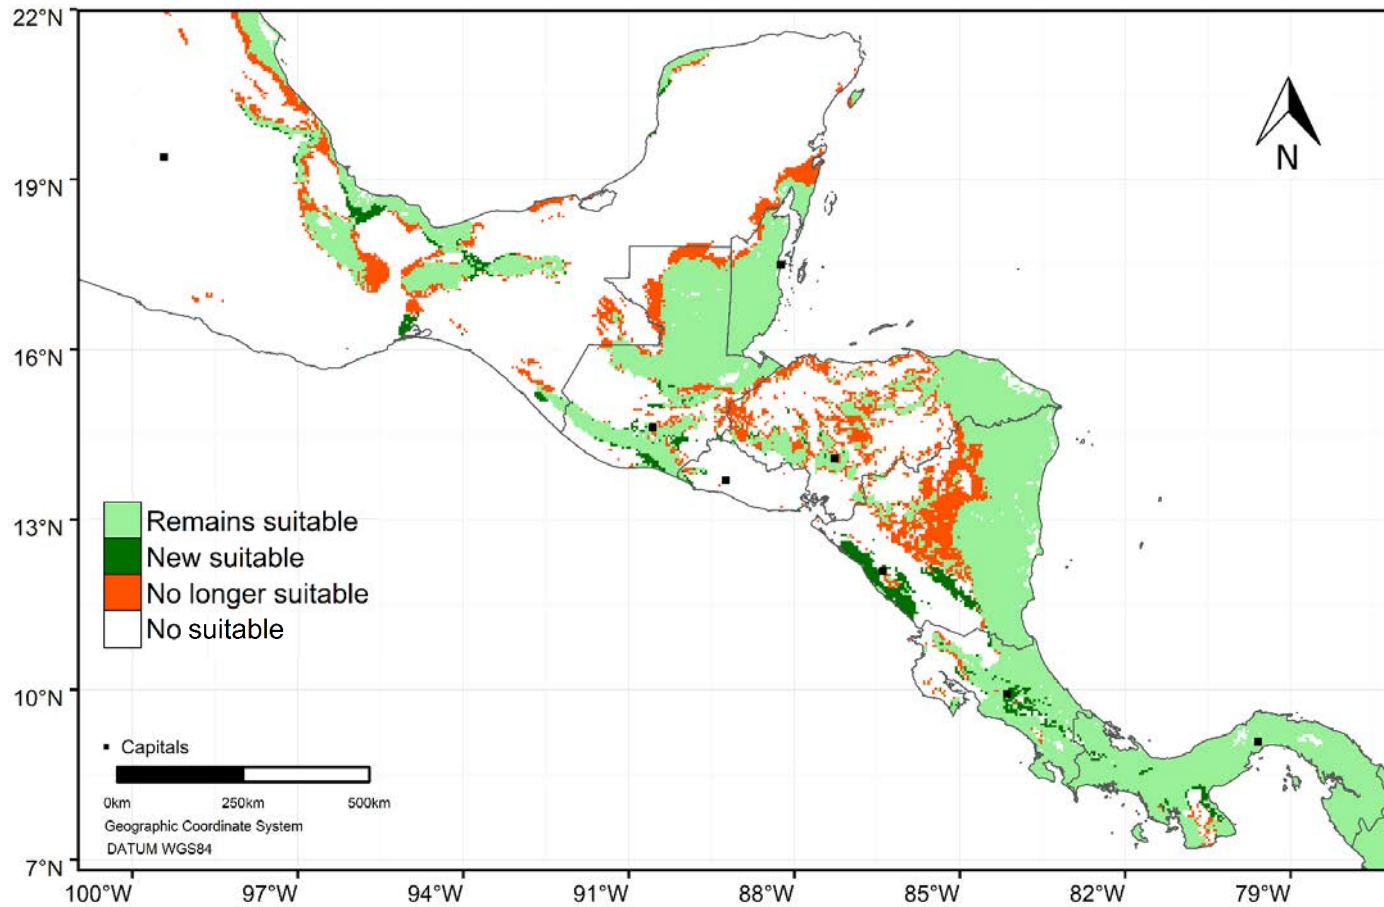 22°N
19°N
16°N
13°N
10°N
7°N
N
Remains suitable
New suitable
No longer suitable
No suitable
Capitals
0km 250km 500km
Geographic Coordinate System
DATUM WGS84
100°W 97°W 94°W 91°W 88°W 85°W 82°W 79°W